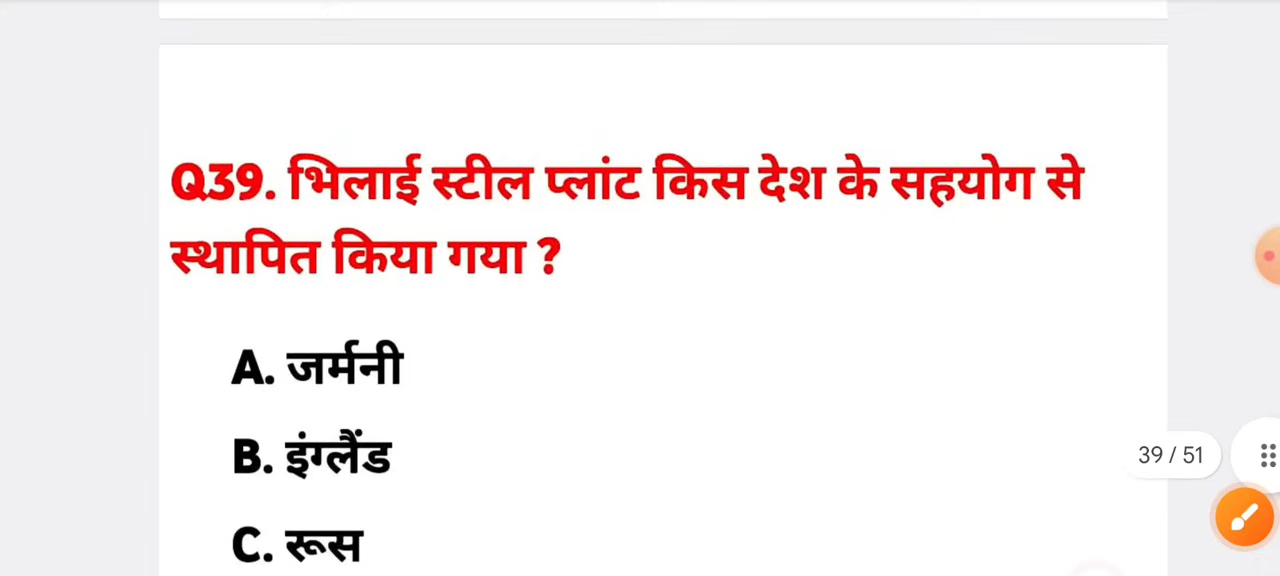 Q39. भिलाई स्टील प्लांट किस देश के सहयोग से
स्थापित किया गया ?
A. जर्मनी
B. इंग्लैंड
C. रूस
39 / 51